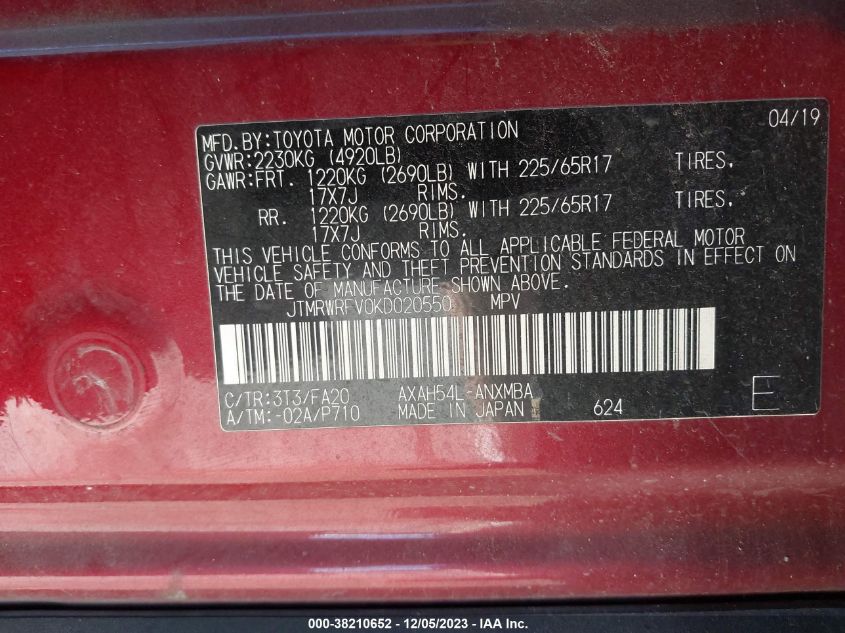 MFD.BY:TOYOTA MOTOR CORPORATION 04/19
GVWR:2230KG (4920LB)
GAWR:FRT. 1220KG (2690LB) WITH 225/65R17 TIRES,
17X7J RIMS.
RR. 1220KG (2690LB) WITH 225/65R17 TIRES,
17X7J RIMS.
THIS VEHICLE CONFORMS TO ALL APPLICABLE FEDERAL MOTOR
VEHICLE SAFETY AND THEFT PREVENTION STANDARDS IN EFFECT ON
THE DATE OF MANUFACTURE SHOWN ABOVE.
JTMRWRFV0KD020550 MPV
C/TR:3T3/FA20 AXAH54L-ANXMBA
A/TM:-02A/P710 MADE IN JAPAN 624 E
000-38210652 - 12/05/2023 - IAA Inc.